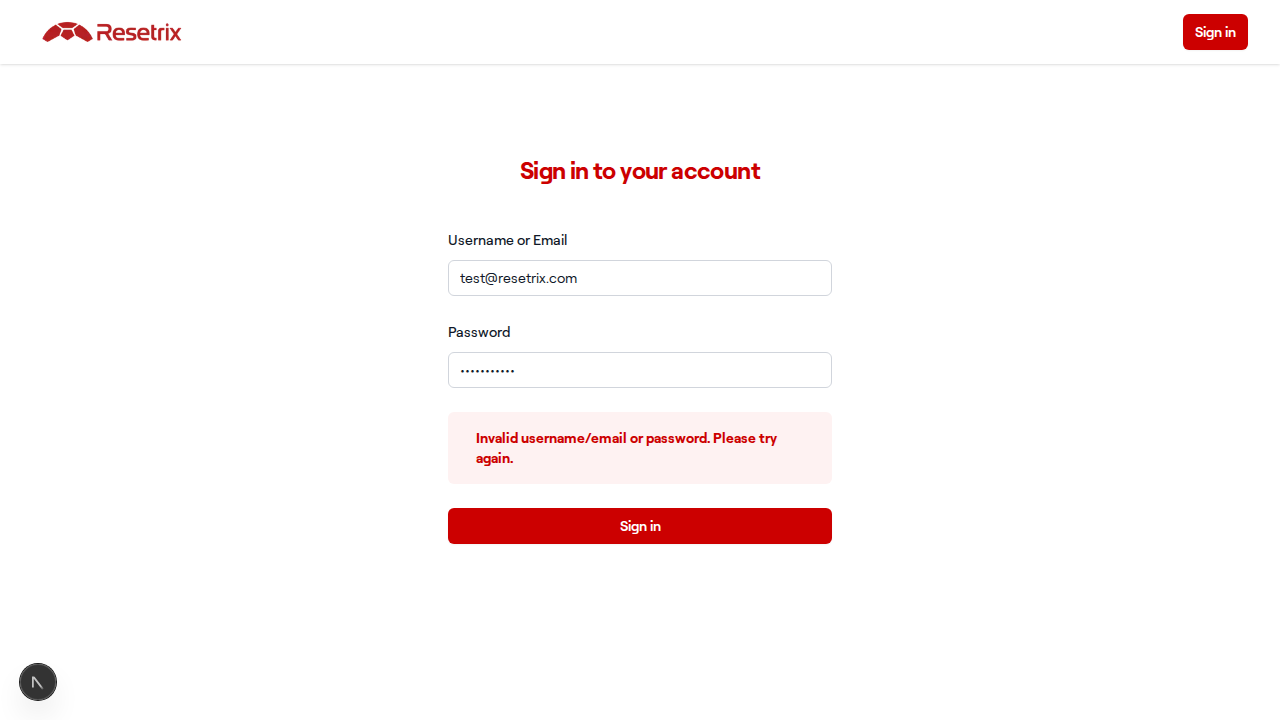 Resetrix
Sign in
Sign in to your account
Username or Email
test@resetrix.com
Password
•••••••••••
Invalid username/email or password. Please try
again.
Sign in